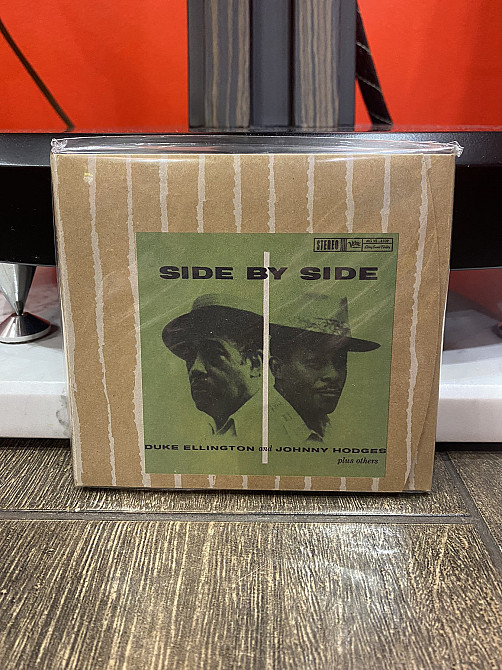 STEREO
SIDE BY SIDE
DUKE ELLINGTON and JOHNNY HODGES
plus others